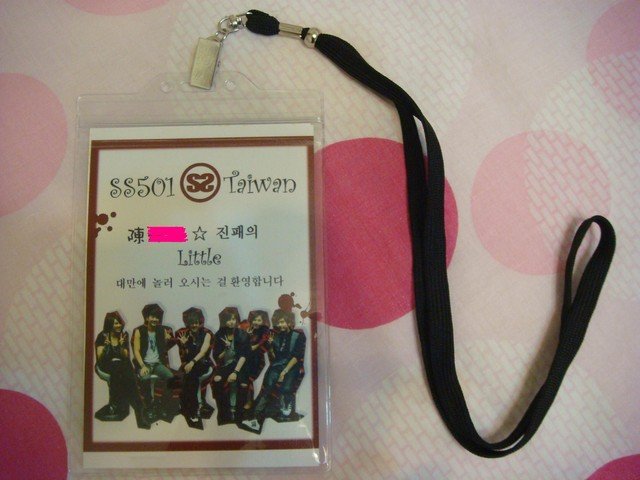 SS501 SS Taiwan
陳 ☆ 진패의
Little
대만에 놀러 오시는 걸 환영합니다